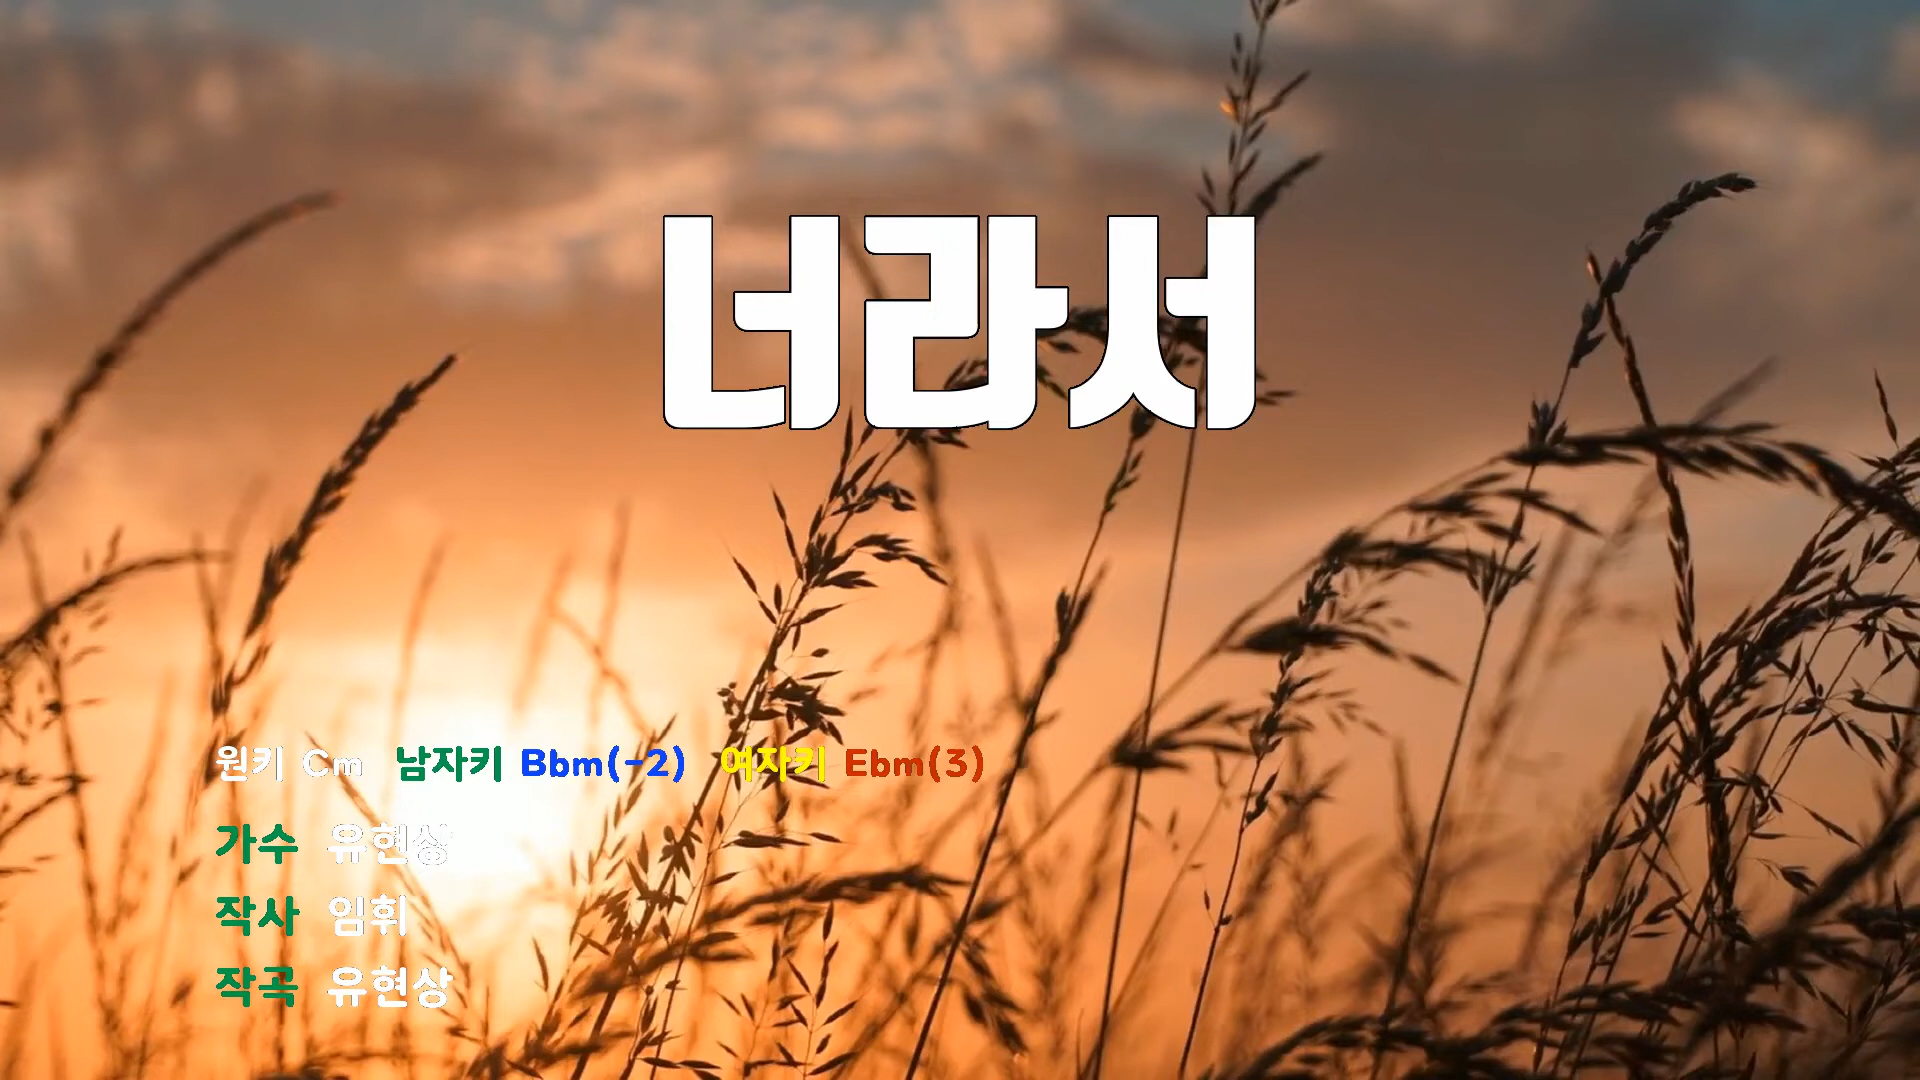 너라서
원키 Cm 남자키 Bbm(-2) 여자키 Ebm(3)
가수 유현상
작사 임휘
작곡 유현상